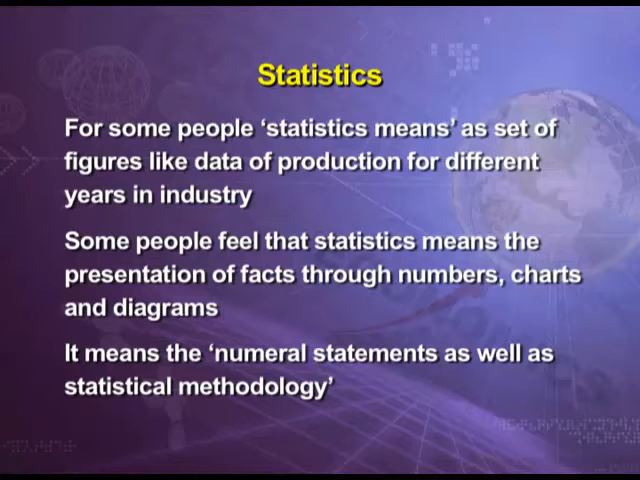 Statistics
For some people ‘statistics means’ as set of
figures like data of production for different
years in industry
Some people feel that statistics means the
presentation of facts through numbers, charts
and diagrams
It means the ‘numeral statements as well as
statistical methodology’